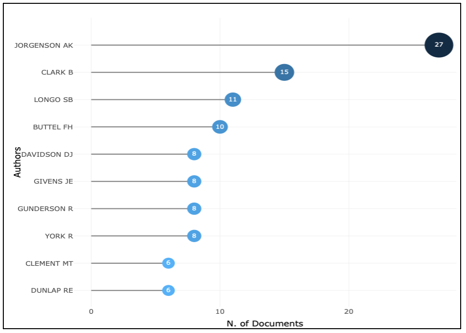 JORGENSON AK 27
CLARK B 15
LONGO SB 11
BUTTEL FH 10
DAVIDSON DJ 8
GIVENS JE 8
GUNDERSON R 8
YORK R 8
CLEMENT MT 6
DUNLAP RE 6
Authors
0 10 20
N. of Documents